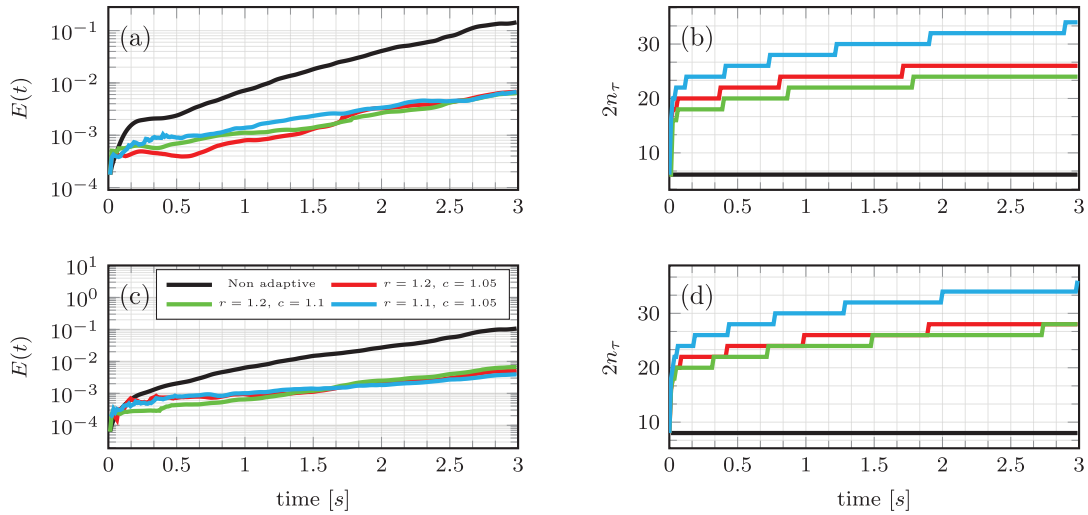 (a)
E(t)
10⁻¹
10⁻²
10⁻³
10⁻⁴
0 0.5 1 1.5 2 2.5 3
(b)
2n_τ
30
20
10
0 0.5 1 1.5 2 2.5 3
(c)
E(t)
10¹
10⁰
10⁻¹
10⁻²
10⁻³
10⁻⁴
Non adaptive r = 1.2, c = 1.05
r = 1.2, c = 1.1 r = 1.1, c = 1.05
0 0.5 1 1.5 2 2.5 3
time [s]
(d)
2n_τ
30
20
10
0 0.5 1 1.5 2 2.5 3
time [s]